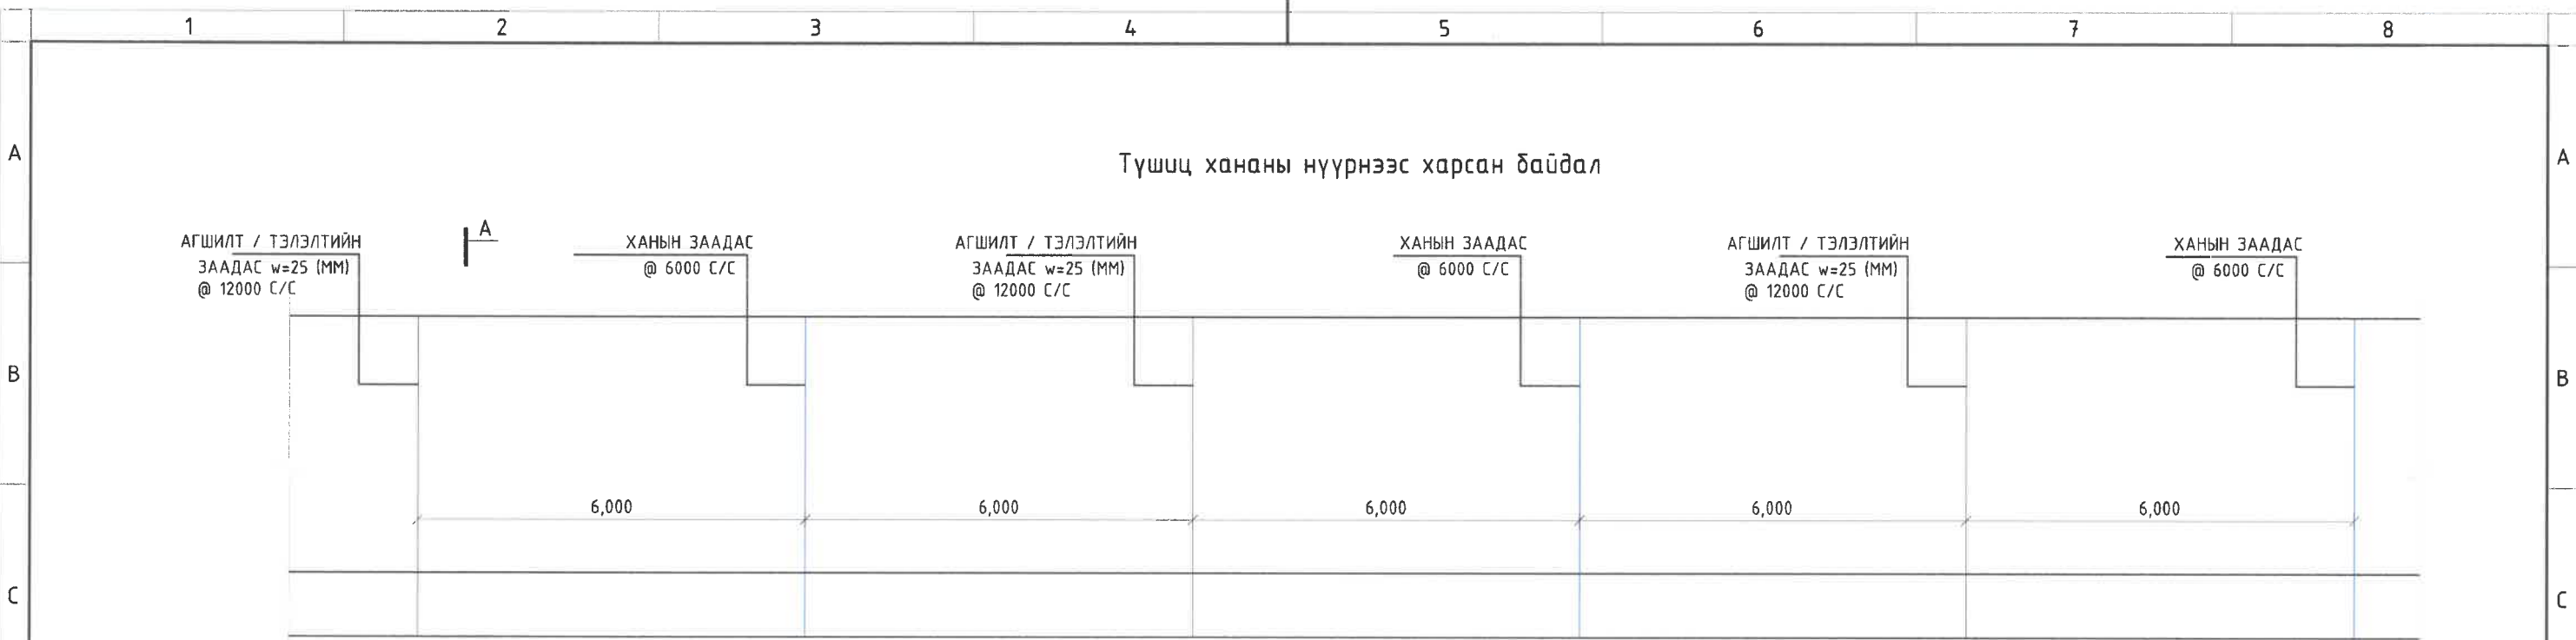 1 2 3 4 5 6 7 8
A A
Түшиц хананы нүүрнээс харсан байдал
A
АГШИЛТ / ТЭЛЭЛТИЙН
ЗААДАС w=25 (ММ)
@ 12000 C/C
ХАНЫН ЗААДАС
@ 6000 C/C
АГШИЛТ / ТЭЛЭЛТИЙН
ЗААДАС w=25 (ММ)
@ 12000 C/C
ХАНЫН ЗААДАС
@ 6000 C/C
АГШИЛТ / ТЭЛЭЛТИЙН
ЗААДАС w=25 (ММ)
@ 12000 C/C
ХАНЫН ЗААДАС
@ 6000 C/C
B B
6,000 6,000 6,000 6,000 6,000
C C